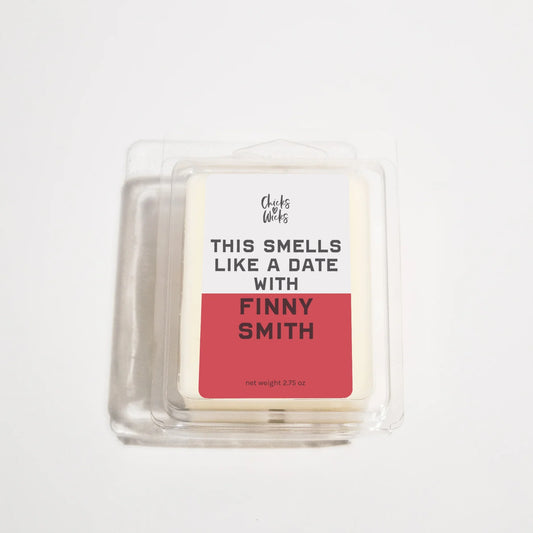 Chicks
Wicks
THIS SMELLS
LIKE A DATE
WITH
FINNY
SMITH
net weight 2.75 oz